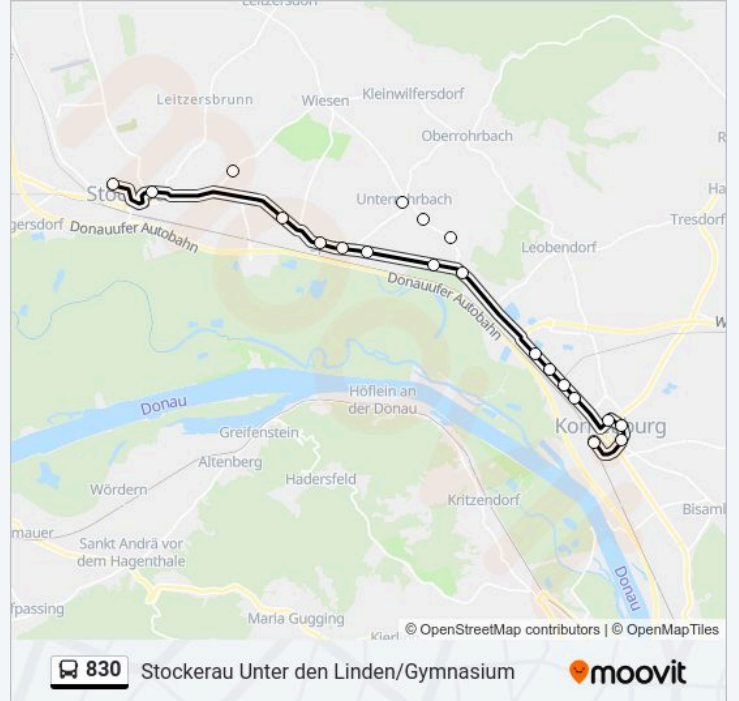 Leitzersdorf
Leitzersbrunn
Wiesen
Kleinwilfersdorf
Oberrohrbach
Ha
Tresdorf
gersdorf
Donauufer Autobahn
Leobendorf
Donauufer Autobahn
W
Donau
Höflein an
der Donau
Greifenstein
Altenberg
Hadersfeld
Wördern
Kritzendorf
Bisam
mauer
Sankt Andrä vor
dem Hagenthale
Donau
fpassing
Maria Gugging
© OpenStreetMap contributors | © OpenMapTiles
830 Stockerau Unter den Linden/Gymnasium moovit